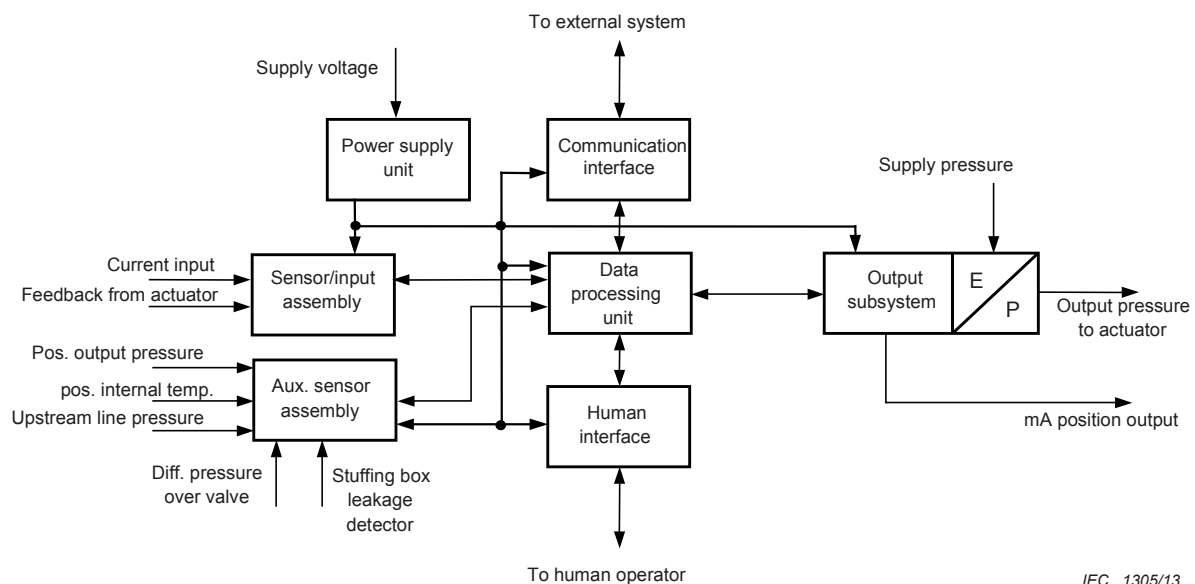 To external system
Supply voltage
Power supply
unit
Communication
interface
Supply pressure
Current input
Feedback from actuator
Sensor/input
assembly
Data
processing
unit
Output
subsystem
E
P
Output pressure
to actuator
Pos. output pressure
pos. internal temp.
Upstream line pressure
Aux. sensor
assembly
Human
interface
mA position output
Diff. pressure
over valve
Stuffing box
leakage
detector
To human operator
IEC 1305/13